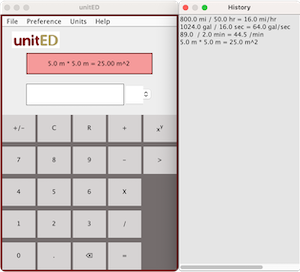 unitED
File Preference Units Help
unitED
5.0 m * 5.0 m = 25.00 m^2
+/- C R + x^Y
7 8 9 - >
4 5 6 X
1 2 3 /
0 . ⌫ =
History
800.0 mi / 50.0 hr = 16.0 mi/hr
1024.0 gal / 16.0 sec = 64.0 gal/sec
89.0 / 2.0 min = 44.5 /min
5.0 m * 5.0 m = 25.0 m^2